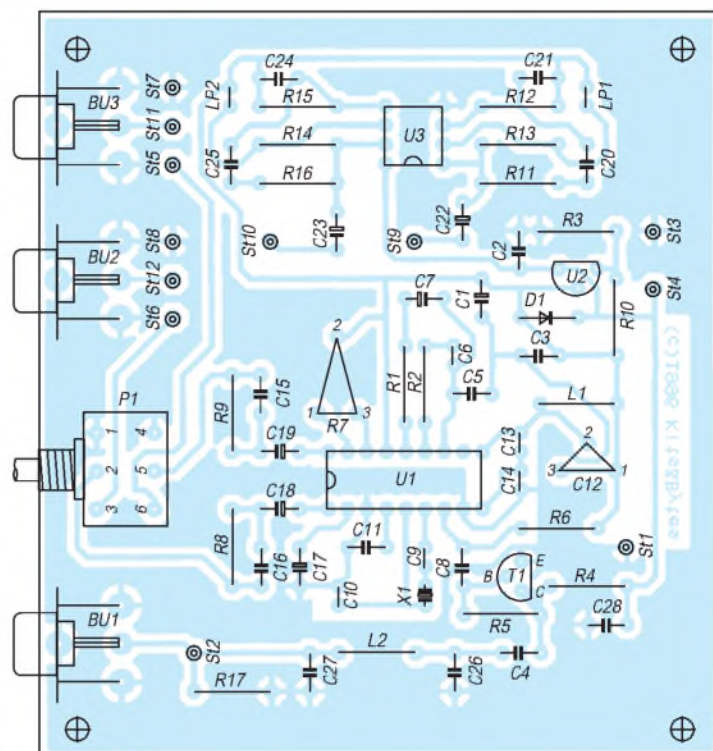 C24
C21
St7
BU3
LP2
R15
R12
LP1
St11
R14
U3
R13
St5
C25
R16
R11
C20
St8
St10
C23
St9
C22
C2
R3
St3
BU2
St12
U2
St4
St6
C7
C1
D1
R10
2
C3
P1
R1
R2
C6
C15
C5
R9
L1
1
4
3
R7
C13
2
C19
2
5
U1
C14
3
1
C12
C18
3
6
R6
R8
C11
St1
C16
C17
C9
C8
E
B
T1
C
R4
C10
X1
BU1
R5
C28
St2
L2
C4
C27
C26
R17